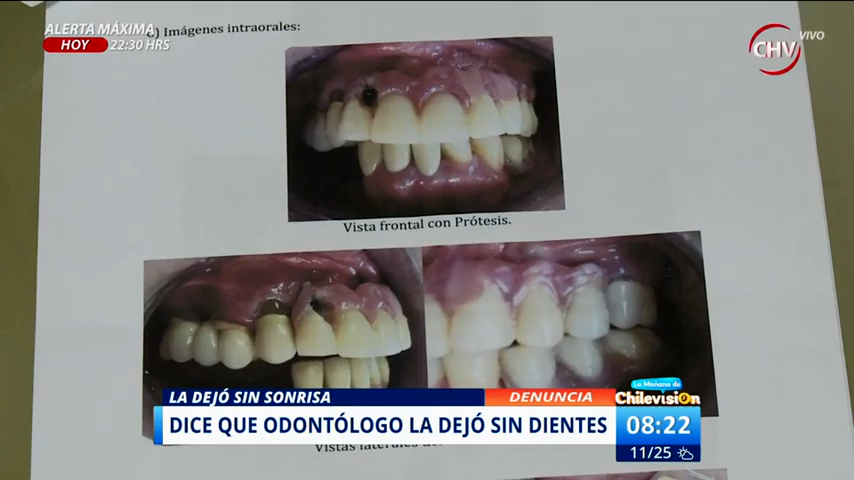 ALERTA MÁXIMA
HOY 22:30 HRS
CHV VIVO
) Imágenes intraorales:
Vista frontal con Prótesis.
LA DEJÓ SIN SONRISA
DENUNCIA
La Mañana de
Chilevisión
DICE QUE ODONTÓLOGO LA DEJÓ SIN DIENTES
08:22
11/25
Vistas laterales